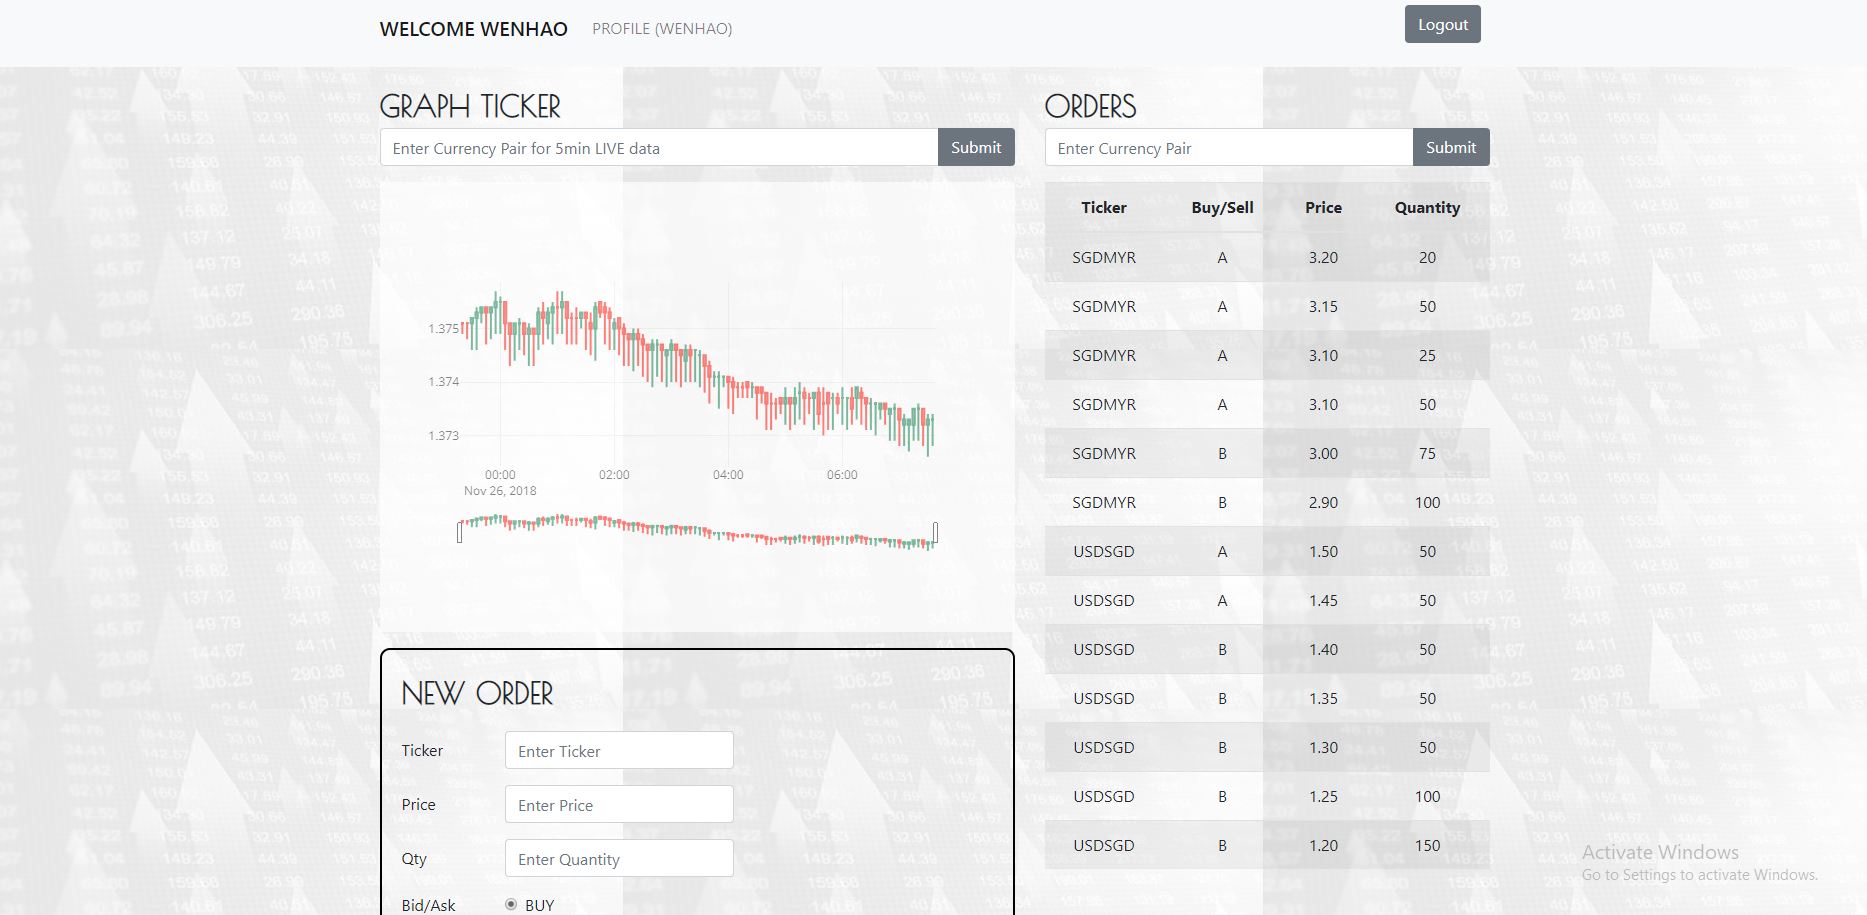 WELCOME WENHAO PROFILE (WENHAO) Logout
GRAPH TICKER
Enter Currency Pair for 5min LIVE data Submit
1.375
1.374
1.373
00:00 02:00 04:00 06:00
Nov 26, 2018
NEW ORDER
Ticker Enter Ticker
Price Enter Price
Qty Enter Quantity
Bid/Ask BUY
ORDERS
Enter Currency Pair Submit
Ticker Buy/Sell Price Quantity
SGDMYR A 3.20 20
SGDMYR A 3.15 50
SGDMYR A 3.10 25
SGDMYR A 3.10 50
SGDMYR B 3.00 75
SGDMYR B 2.90 100
USDSGD A 1.50 50
USDSGD A 1.45 50
USDSGD B 1.40 50
USDSGD B 1.35 50
USDSGD B 1.30 50
USDSGD B 1.25 100
USDSGD B 1.20 150
Activate Windows
Go to Settings to activate Windows.